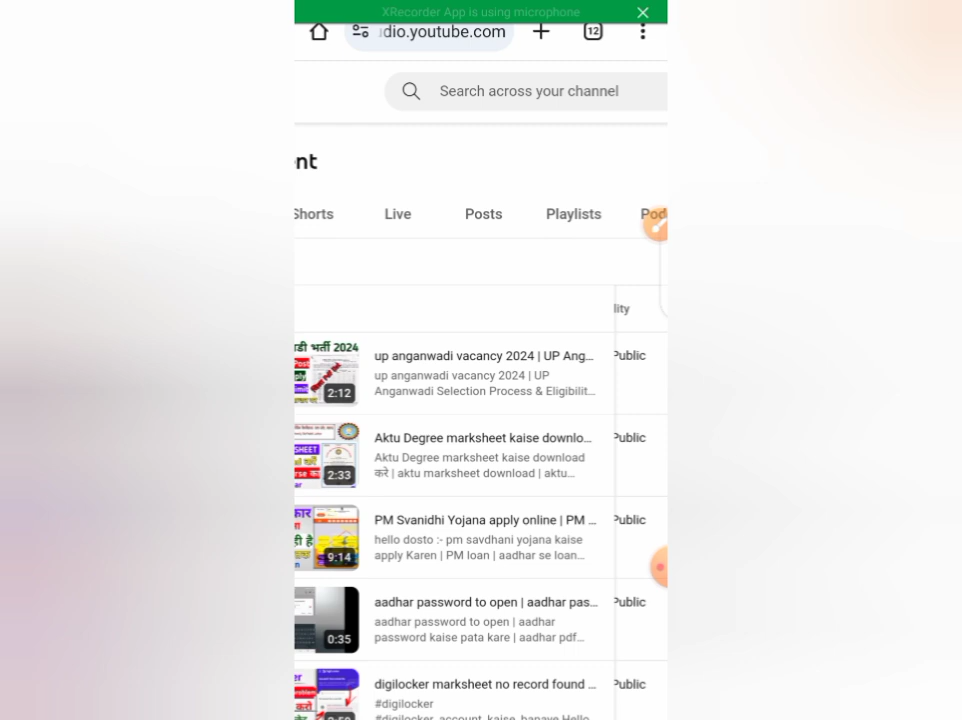 XRecorder App is using microphone
dio.youtube.com
12
Search across your channel
nt
Shorts Live Posts Playlists Pod
lity
डी भर्ती 2024
2:12
up anganwadi vacancy 2024 | UP Ang...
up anganwadi vacancy 2024 | UP
Anganwadi Selection Process & Eligibilit...
Public
2:33
Aktu Degree marksheet kaise downlo...
Aktu Degree marksheet kaise download
करे | aktu marksheet download | aktu...
Public
9:14
PM Svanidhi Yojana apply online | PM ...
hello dosto :- pm savdhani yojana kaise
apply Karen | PM loan | aadhar se loan...
Public
0:35
aadhar password to open | aadhar pas...
aadhar password to open | aadhar
password kaise pata kare | aadhar pdf...
Public
digilocker marksheet no record found ...
#digilocker
#digilocker_account_kaise_banaye Hello
Public